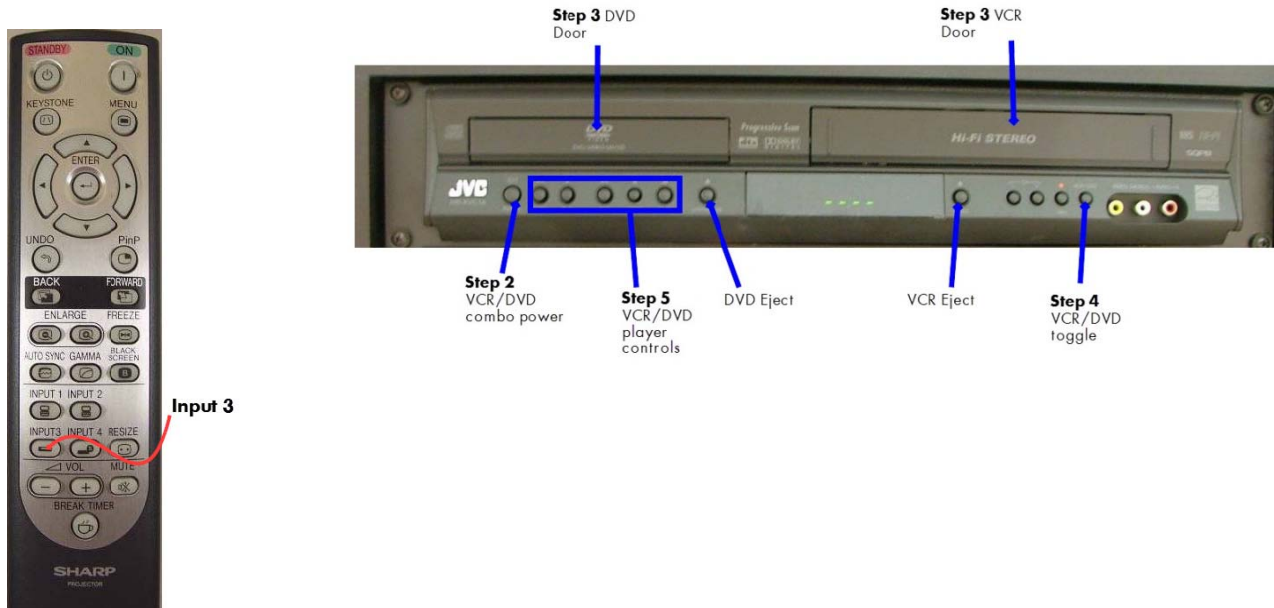 STANDBY ON
KEYSTONE MENU
ENTER
UNDO PinP
BACK FORWARD
ENLARGE FREEZE
AUTO SYNC GAMMA BLACK SCREEN
B
INPUT 1 INPUT 2
INPUT3 INPUT 4 RESIZE
VOL MUTE
BREAK TIMER
SHARP
PROJECTOR
Input 3
Step 3 DVD
Door
Step 3 VCR
Door
DVD
Progressive Scan
Hi-Fi STEREO
VHS
SQPB
JVC
Step 2
VCR/DVD
combo power
Step 5
VCR/DVD
player
controls
DVD Eject
VCR Eject
Step 4
VCR/DVD
toggle